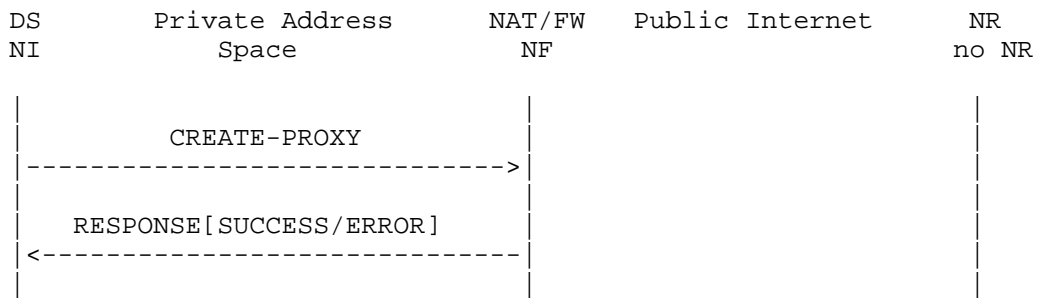 DS Private Address NAT/FW Public Internet NR
NI Space NF no NR
CREATE-PROXY
RESPONSE[SUCCESS/ERROR]